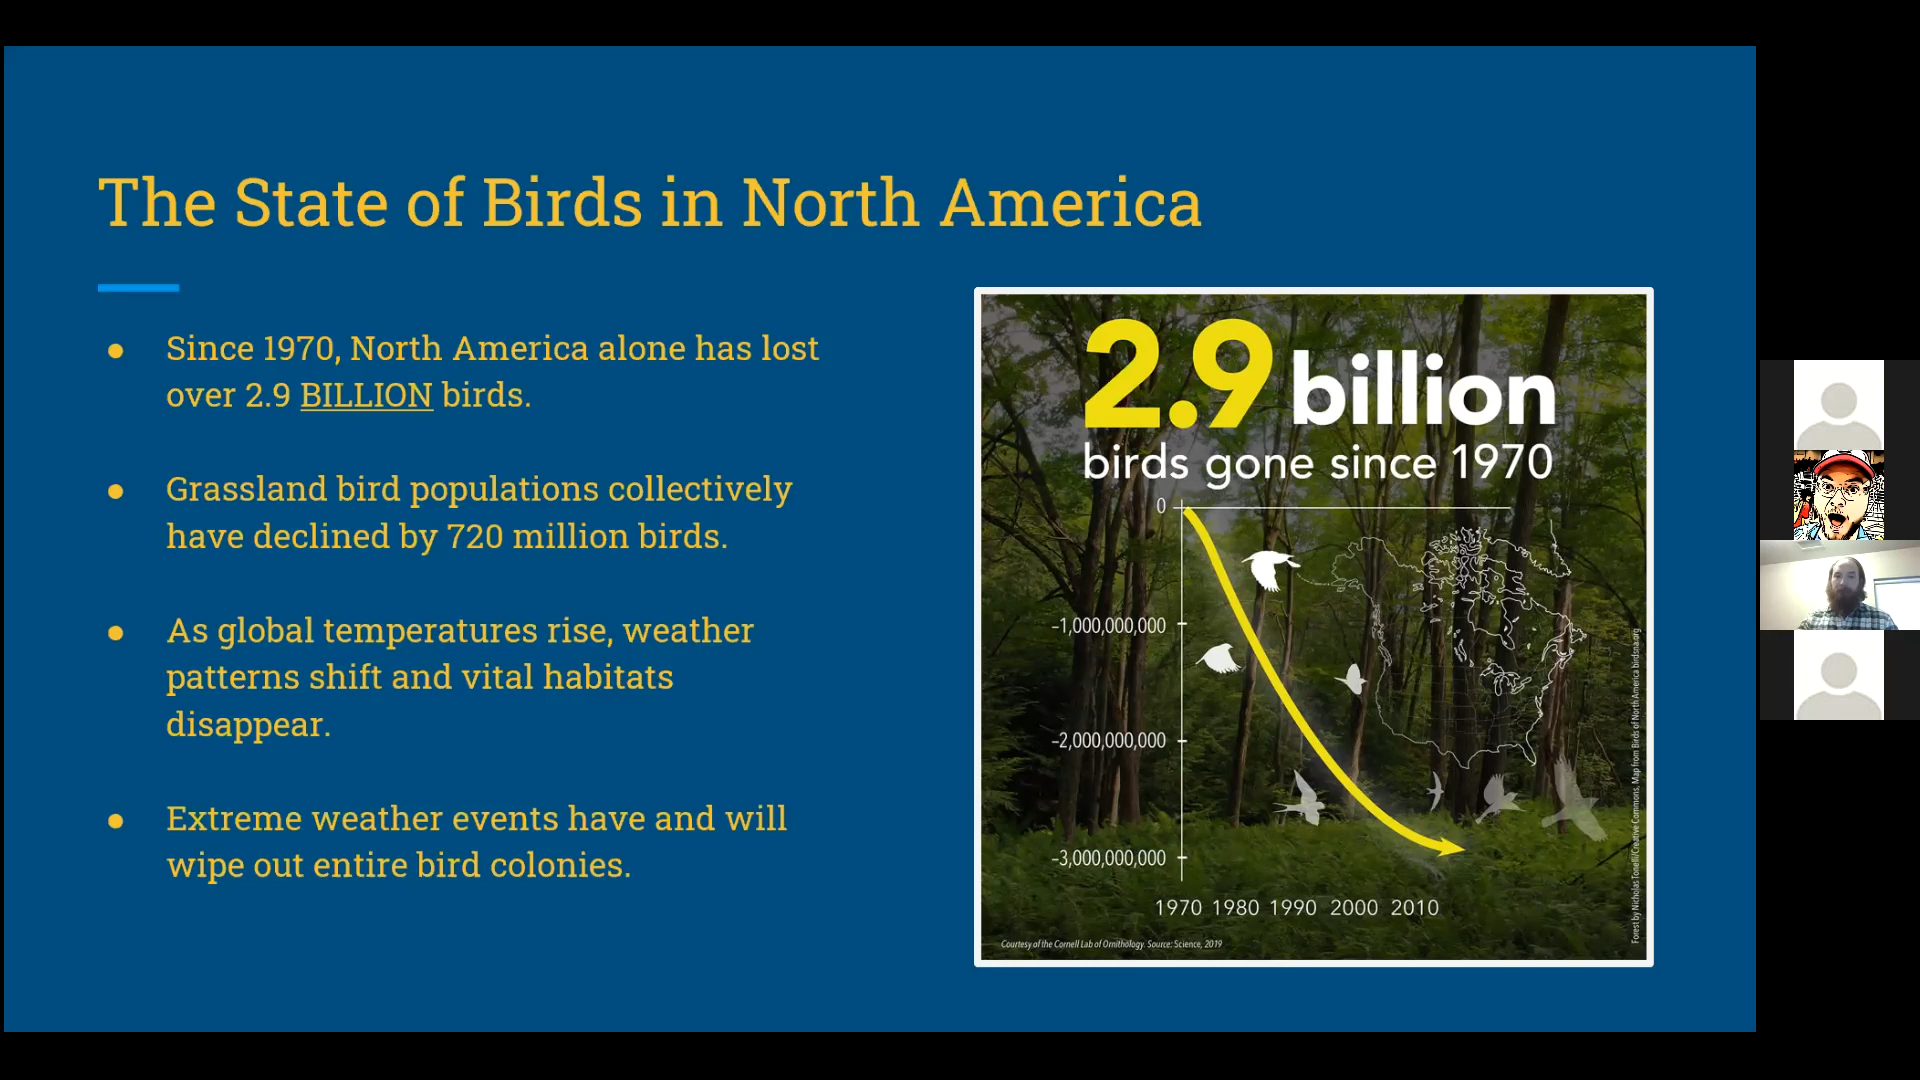 The State of Birds in North America
● Since 1970, North America alone has lost
over 2.9 BILLION birds.
● Grassland bird populations collectively
have declined by 720 million birds.
● As global temperatures rise, weather
patterns shift and vital habitats
disappear.
● Extreme weather events have and will
wipe out entire bird colonies.
2.9 billion
birds gone since 1970
0
-1,000,000,000
-2,000,000,000
-3,000,000,000
1970 1980 1990 2000 2010
Courtesy of the Cornell Lab of Ornithology. Source: Science, 2019
Forest by Nicholas Tonelli/Creative Commons, Map from Birds of North America birdsna.org